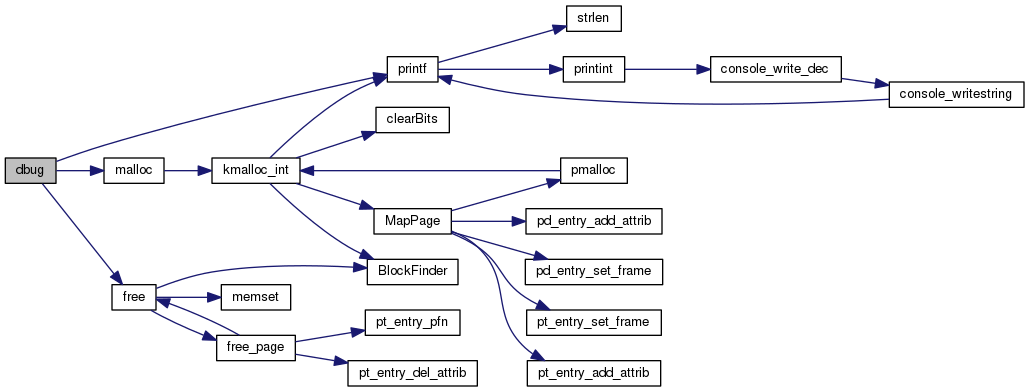 strlen
printf
printint
console_write_dec
console_writestring
clearBits
dbug
malloc
kmalloc_int
pmalloc
MapPage
pd_entry_add_attrib
BlockFinder
pd_entry_set_frame
free
memset
pt_entry_pfn
pt_entry_set_frame
free_page
pt_entry_del_attrib
pt_entry_add_attrib